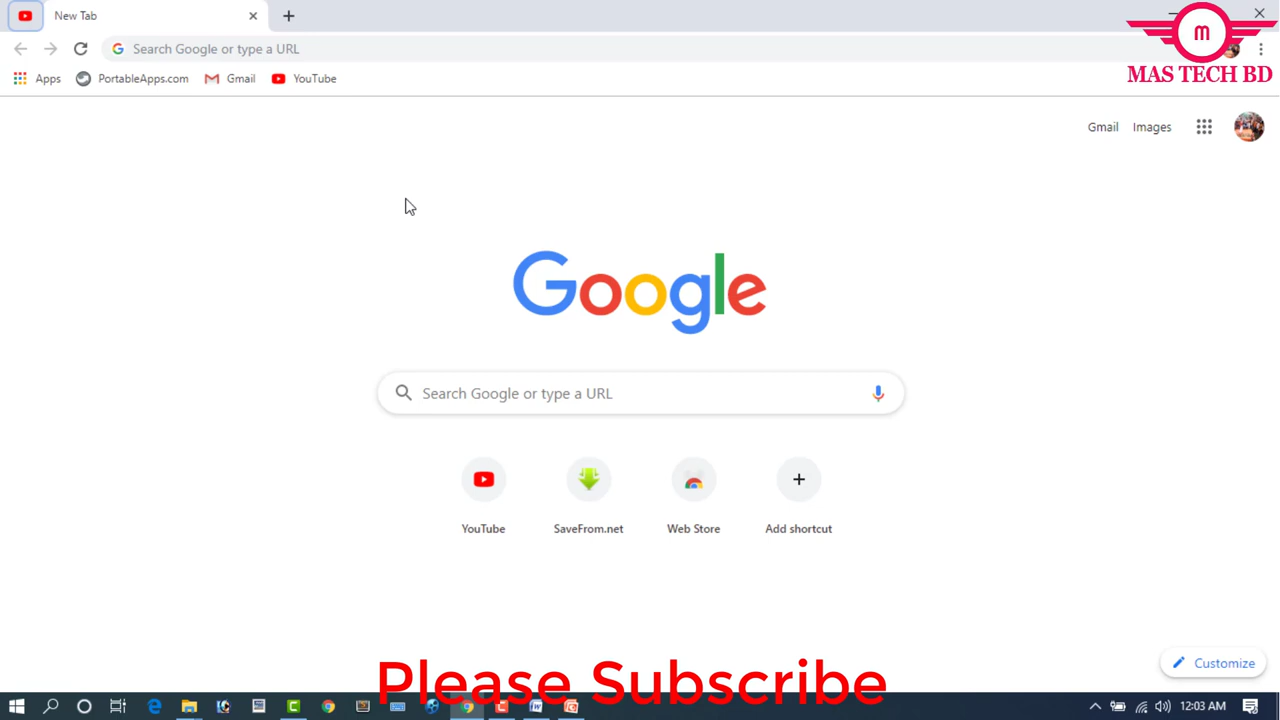 New Tab
M
MAS TECH BD
Search Google or type a URL
Apps
PortableApps.com
Gmail
YouTube
Gmail
Images
Google
Search Google or type a URL
YouTube
SaveFrom.net
Web Store
Add shortcut
Customize
Please Subscribe
12:03 AM